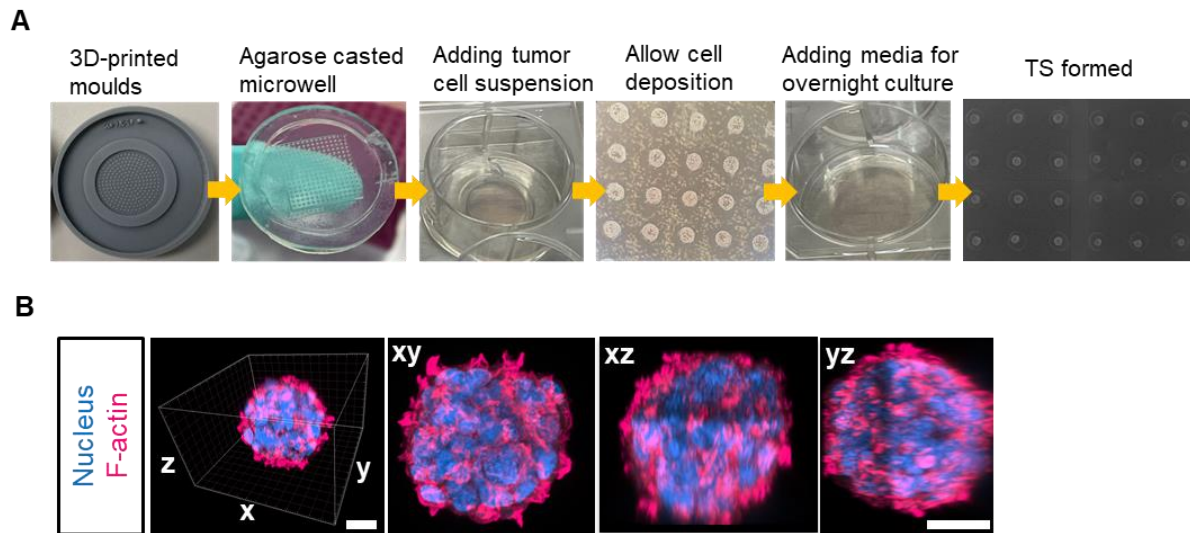 A
3D-printed
moulds
Agarose casted
microwell
Adding tumor
cell suspension
Allow cell
deposition
Adding media for
overnight culture
TS formed
B
Nucleus
F-actin
z
x
y
xy
xz
yz